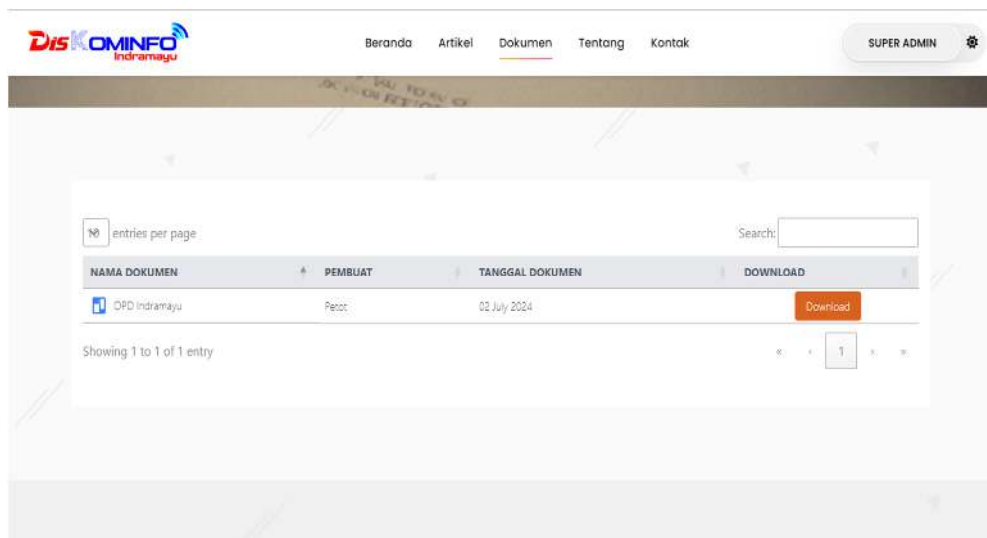 DisKOMINFO
Indramayu
Beranda Artikel Dokumen Tentang Kontak
SUPER ADMIN
10 entries per page
Search:
NAMA DOKUMEN PEMBUAT TANGGAL DOKUMEN DOWNLOAD
OPD Indramayu 02 July 2024 Download
Showing 1 to 1 of 1 entry
« ‹ 1 › »